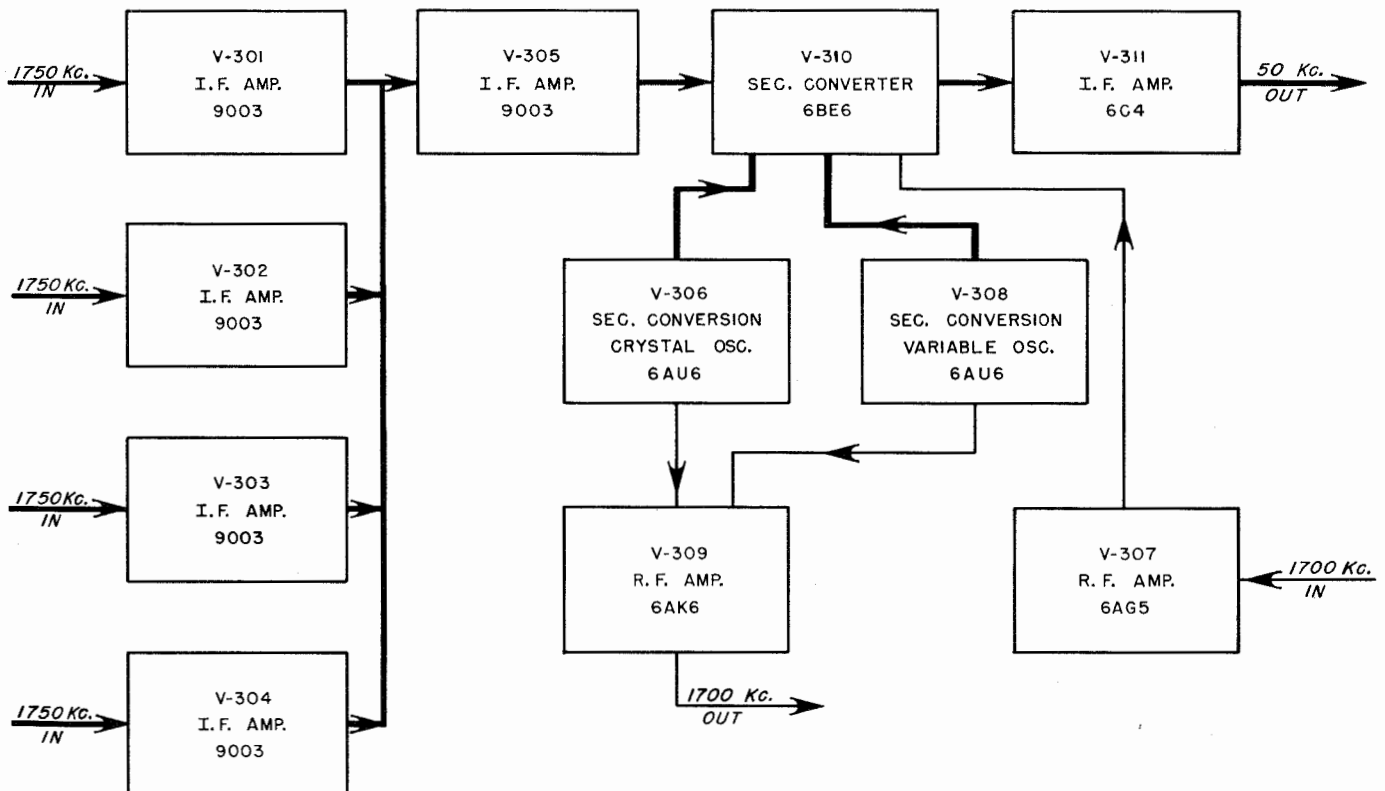 1750 Kc.
IN
V-301
I.F. AMP.
9003
V-305
I.F. AMP.
9003
V-310
SEC. CONVERTER
6BE6
V-311
I.F. AMP.
6C4
50 Kc.
OUT
1750 Kc.
IN
V-302
I.F. AMP.
9003
V-306
SEC. CONVERSION
CRYSTAL OSC.
6AU6
V-308
SEC. CONVERSION
VARIABLE OSC.
6AU6
1750 Kc.
IN
V-303
I.F. AMP.
9003
V-309
R.F. AMP.
6AK6
V-307
R.F. AMP.
6AG5
1700 Kc.
IN
1750 Kc.
IN
V-304
I.F. AMP.
9003
1700 Kc.
OUT